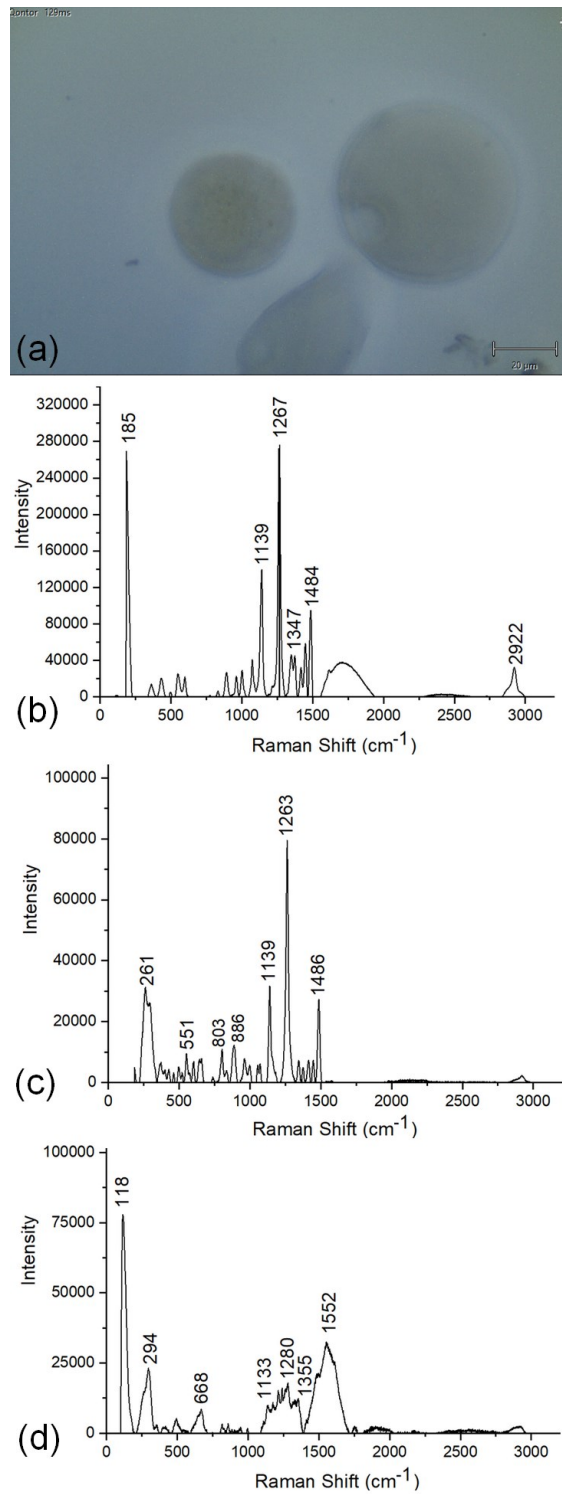 Qontor 129ms
20 µm
(a)
185
1267
1139
1347
1484
2922
320000
280000
240000
200000
160000
120000
80000
40000
0
Intensity
0 500 1000 1500 2000 2500 3000
Raman Shift (cm-1)
(b)
1263
261
551
803
886
1139
1486
100000
80000
60000
40000
20000
0
Intensity
0 500 1000 1500 2000 2500 3000
Raman Shift (cm-1)
(c)
118
294
668
1133
1280
1355
1552
100000
75000
50000
25000
0
Intensity
0 500 1000 1500 2000 2500 3000
Raman Shift (cm-1)
(d)